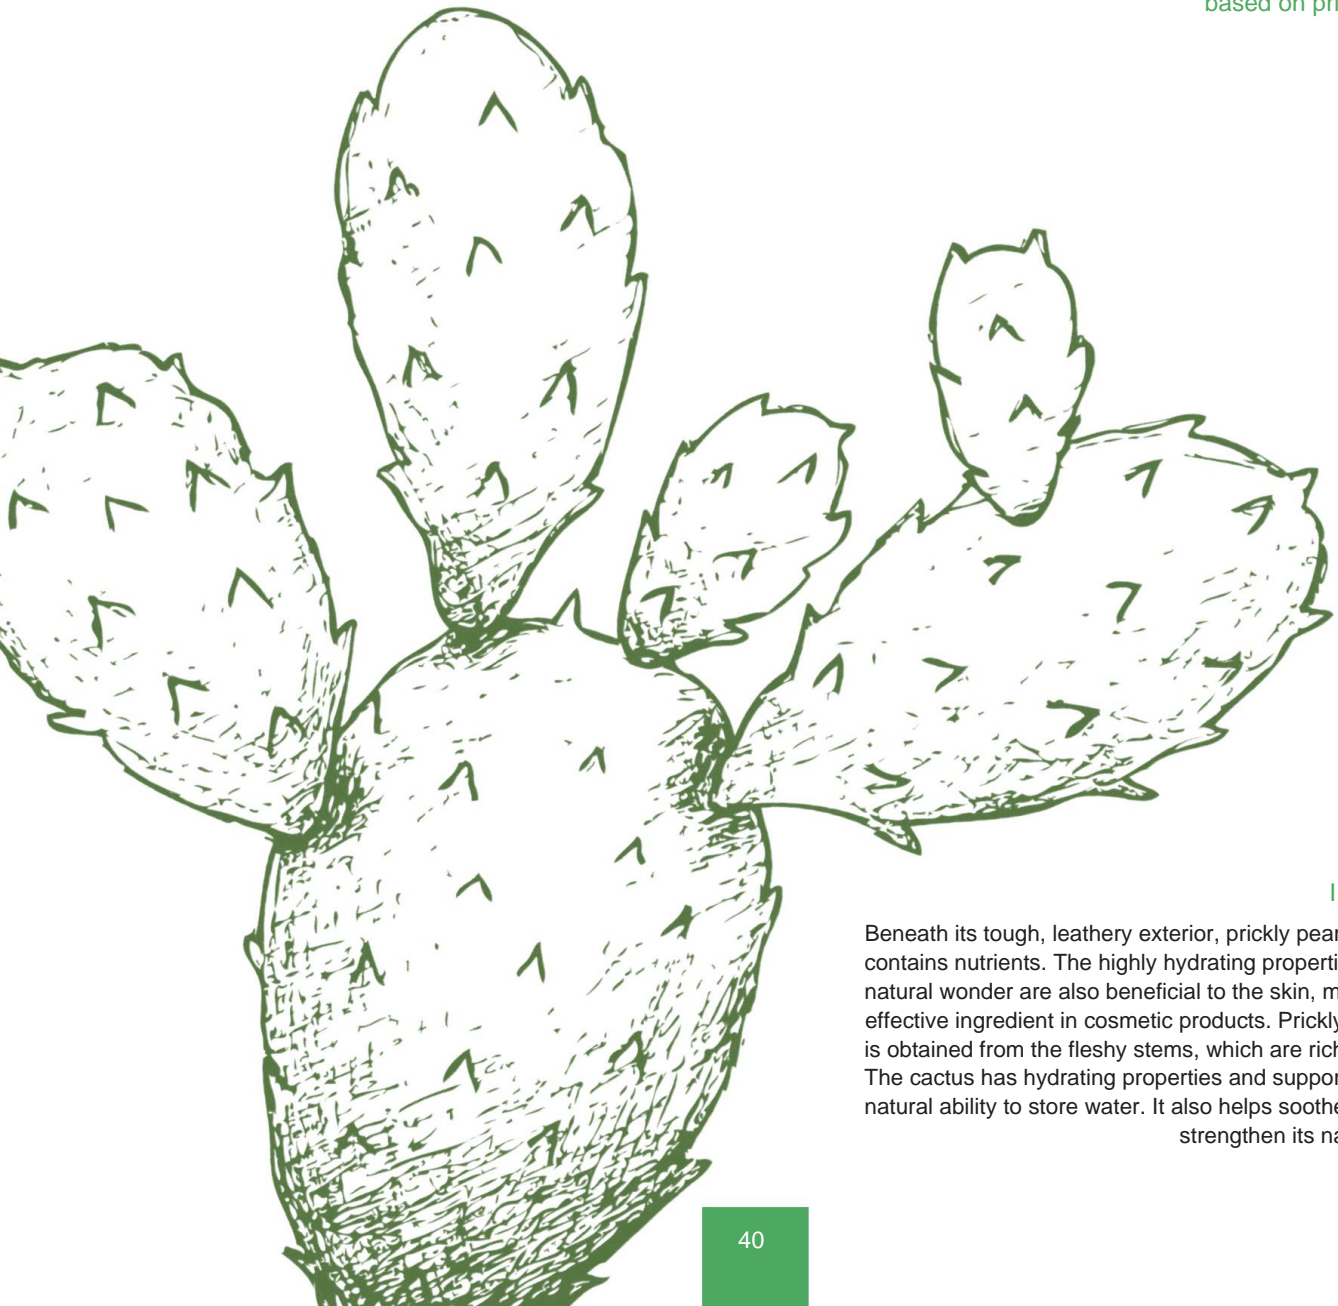 based on pri
I
Beneath its tough, leathery exterior, prickly pear
contains nutrients. The highly hydrating properti
natural wonder are also beneficial to the skin, m
effective ingredient in cosmetic products. Prickly
is obtained from the fleshy stems, which are rich
The cactus has hydrating properties and suppor
natural ability to store water. It also helps soothe
strengthen its na
40